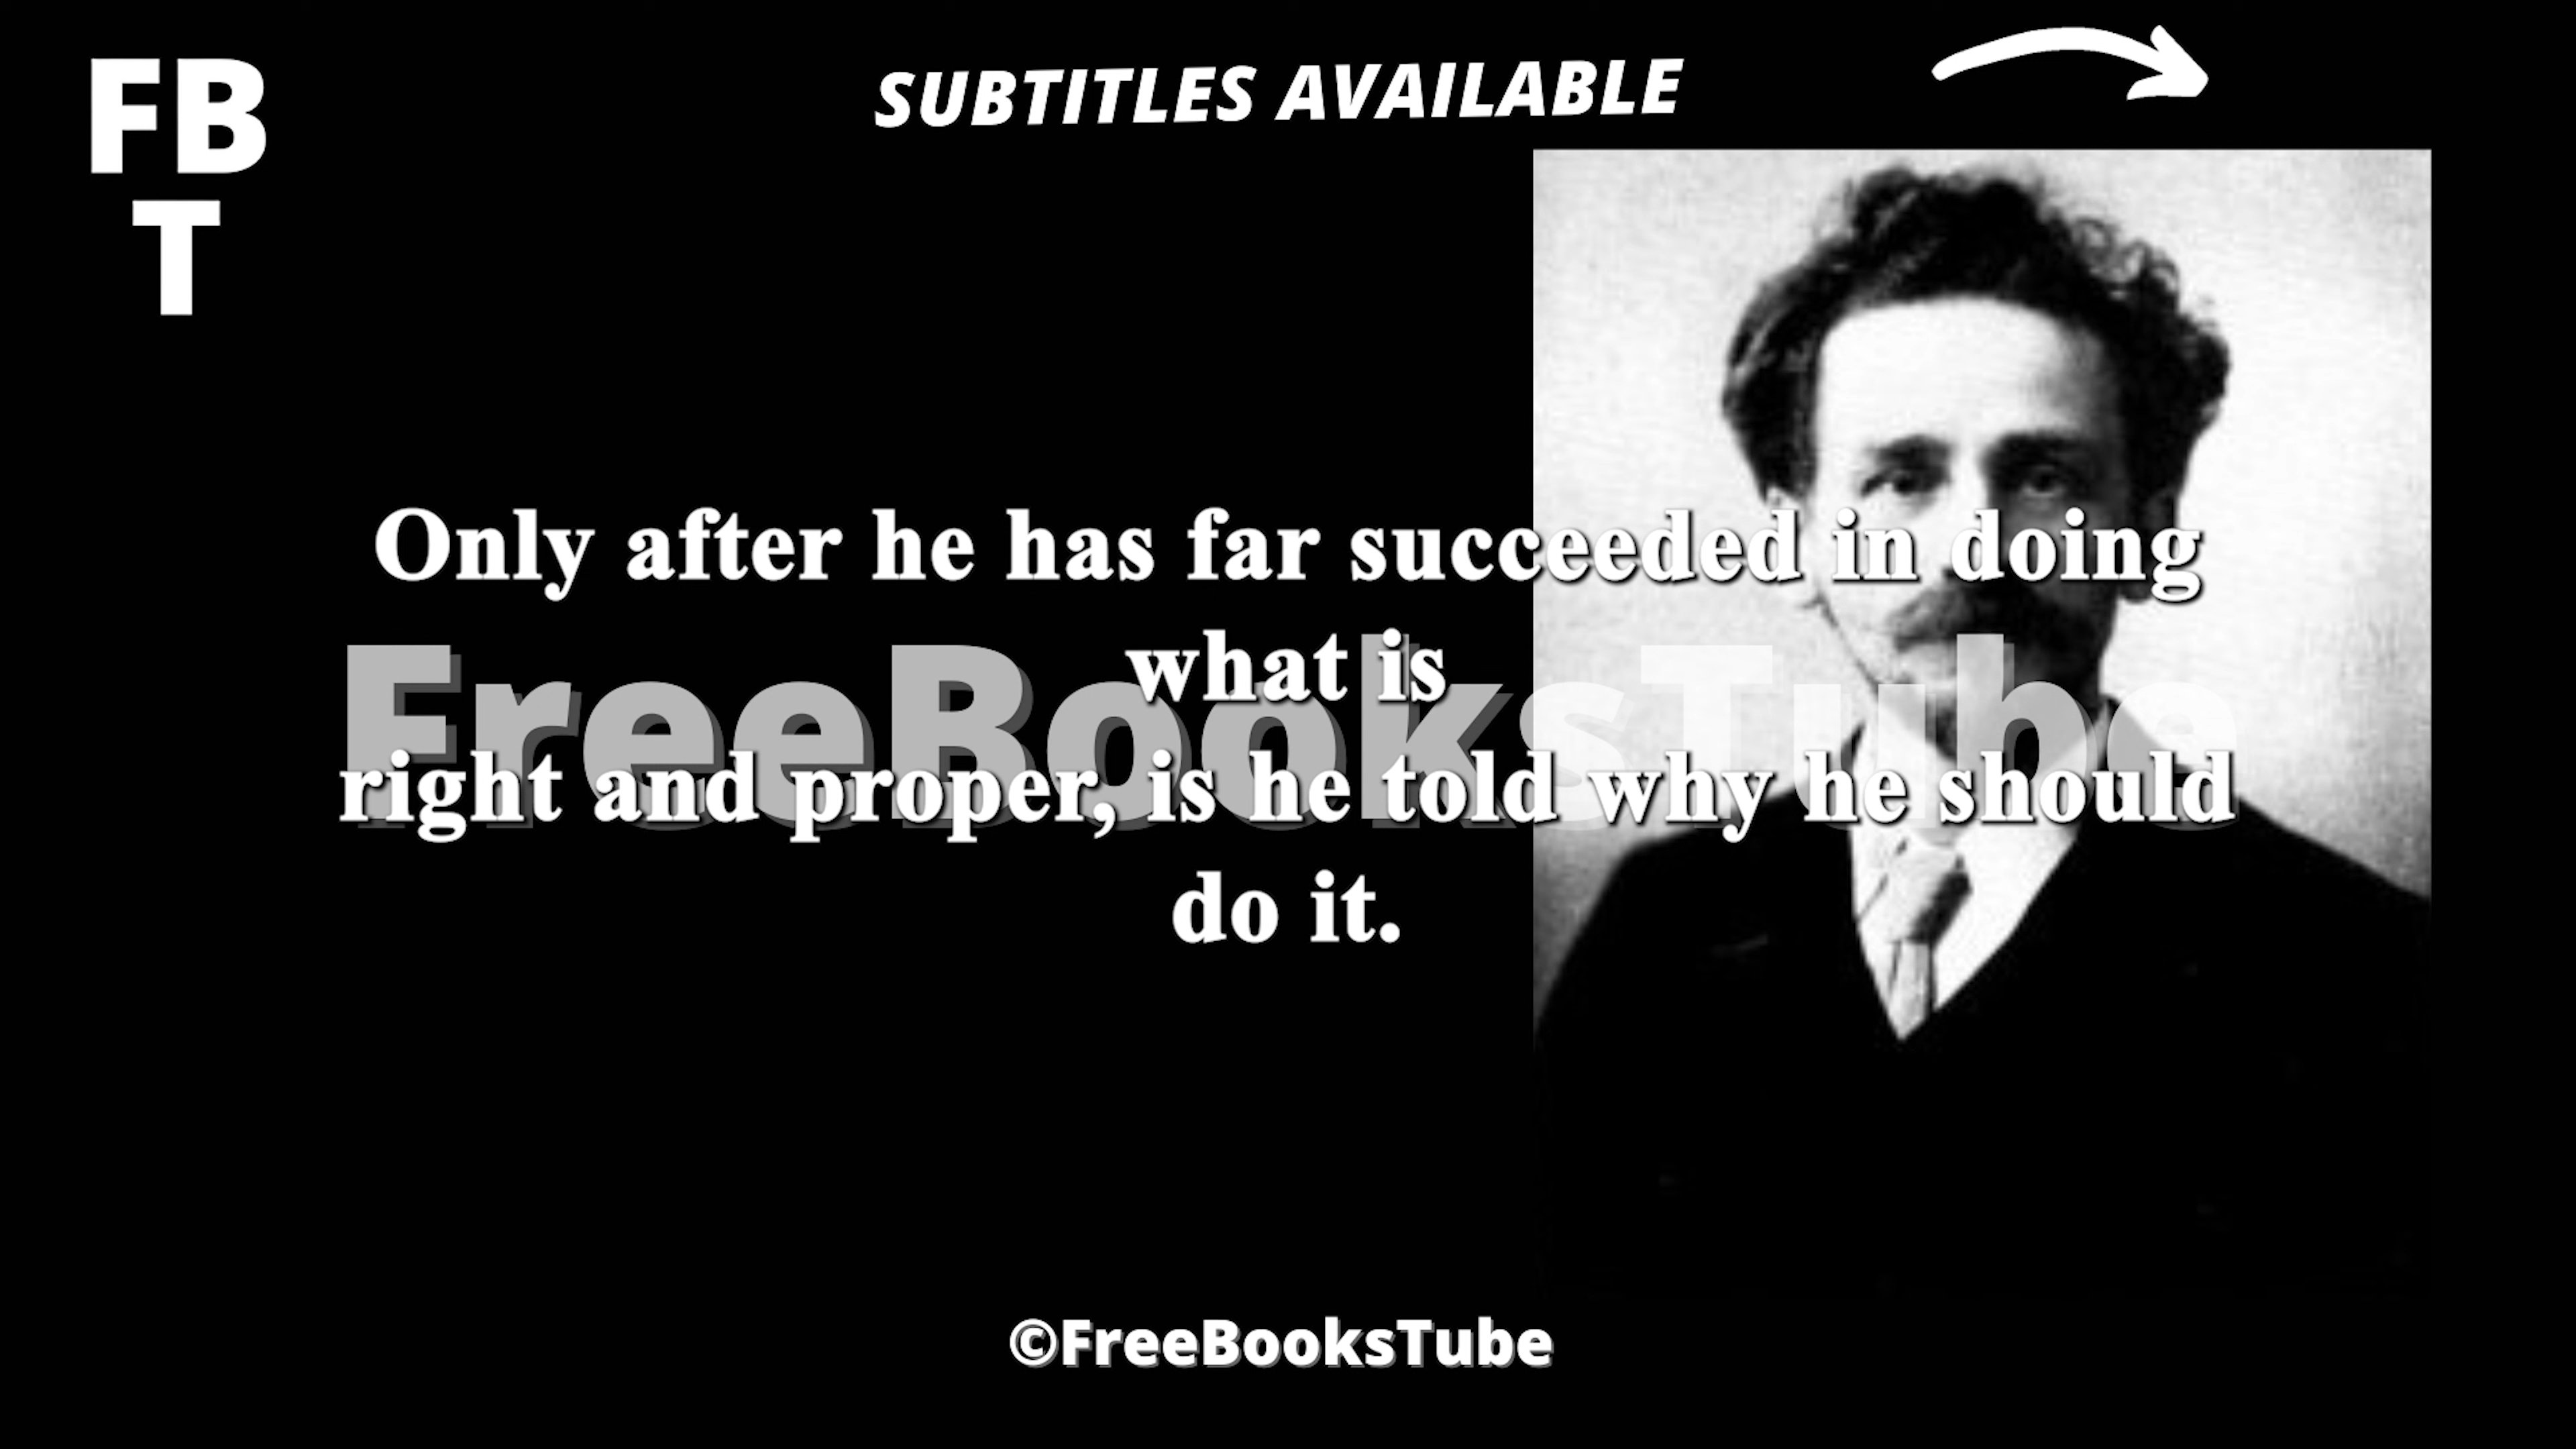 FB
T
SUBTITLES AVAILABLE
Only after he has far succeeded in doing
what is
FreeBooksTube
right and proper, is he told why he should
do it.
©FreeBooksTube